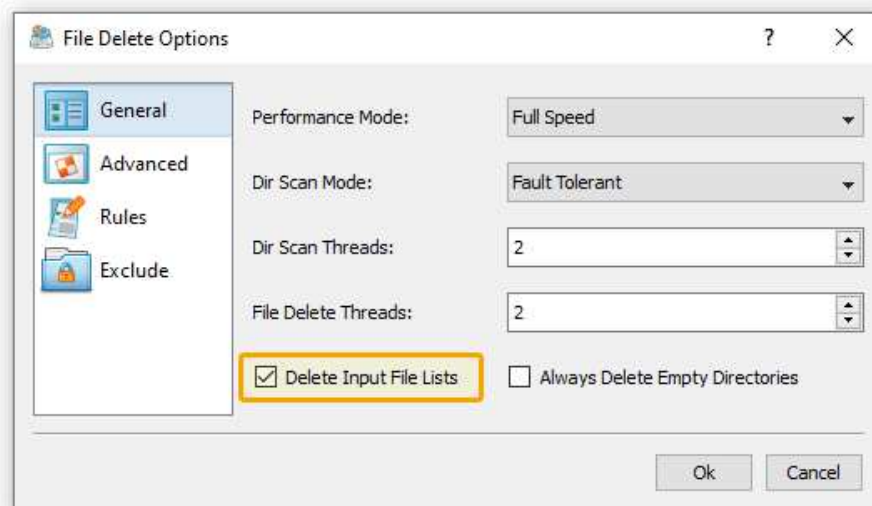 File Delete Options
?
General
Advanced
Rules
Exclude
Performance Mode: Full Speed
Dir Scan Mode: Fault Tolerant
Dir Scan Threads: 2
File Delete Threads: 2
Delete Input File Lists Always Delete Empty Directories
Ok Cancel